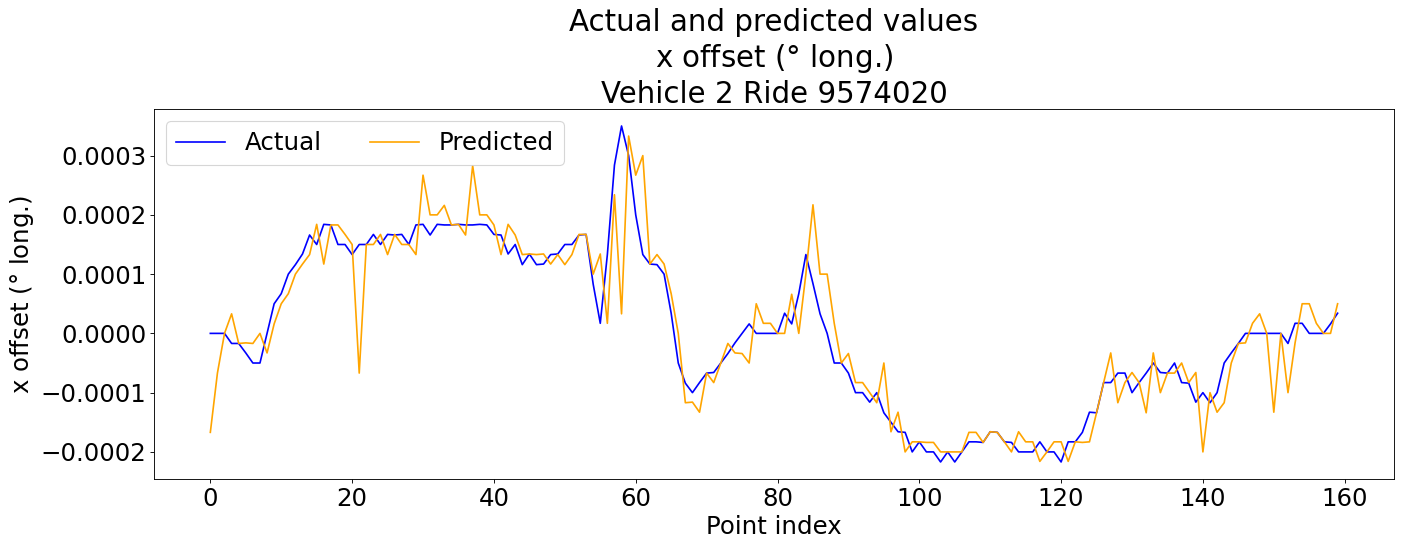 Actual and predicted values
x offset (° long.)
Vehicle 2 Ride 9574020
Actual
Predicted
x offset (° long.)
0.0003
0.0002
0.0001
0.0000
−0.0001
−0.0002
0 20 40 60 80 100 120 140 160
Point index